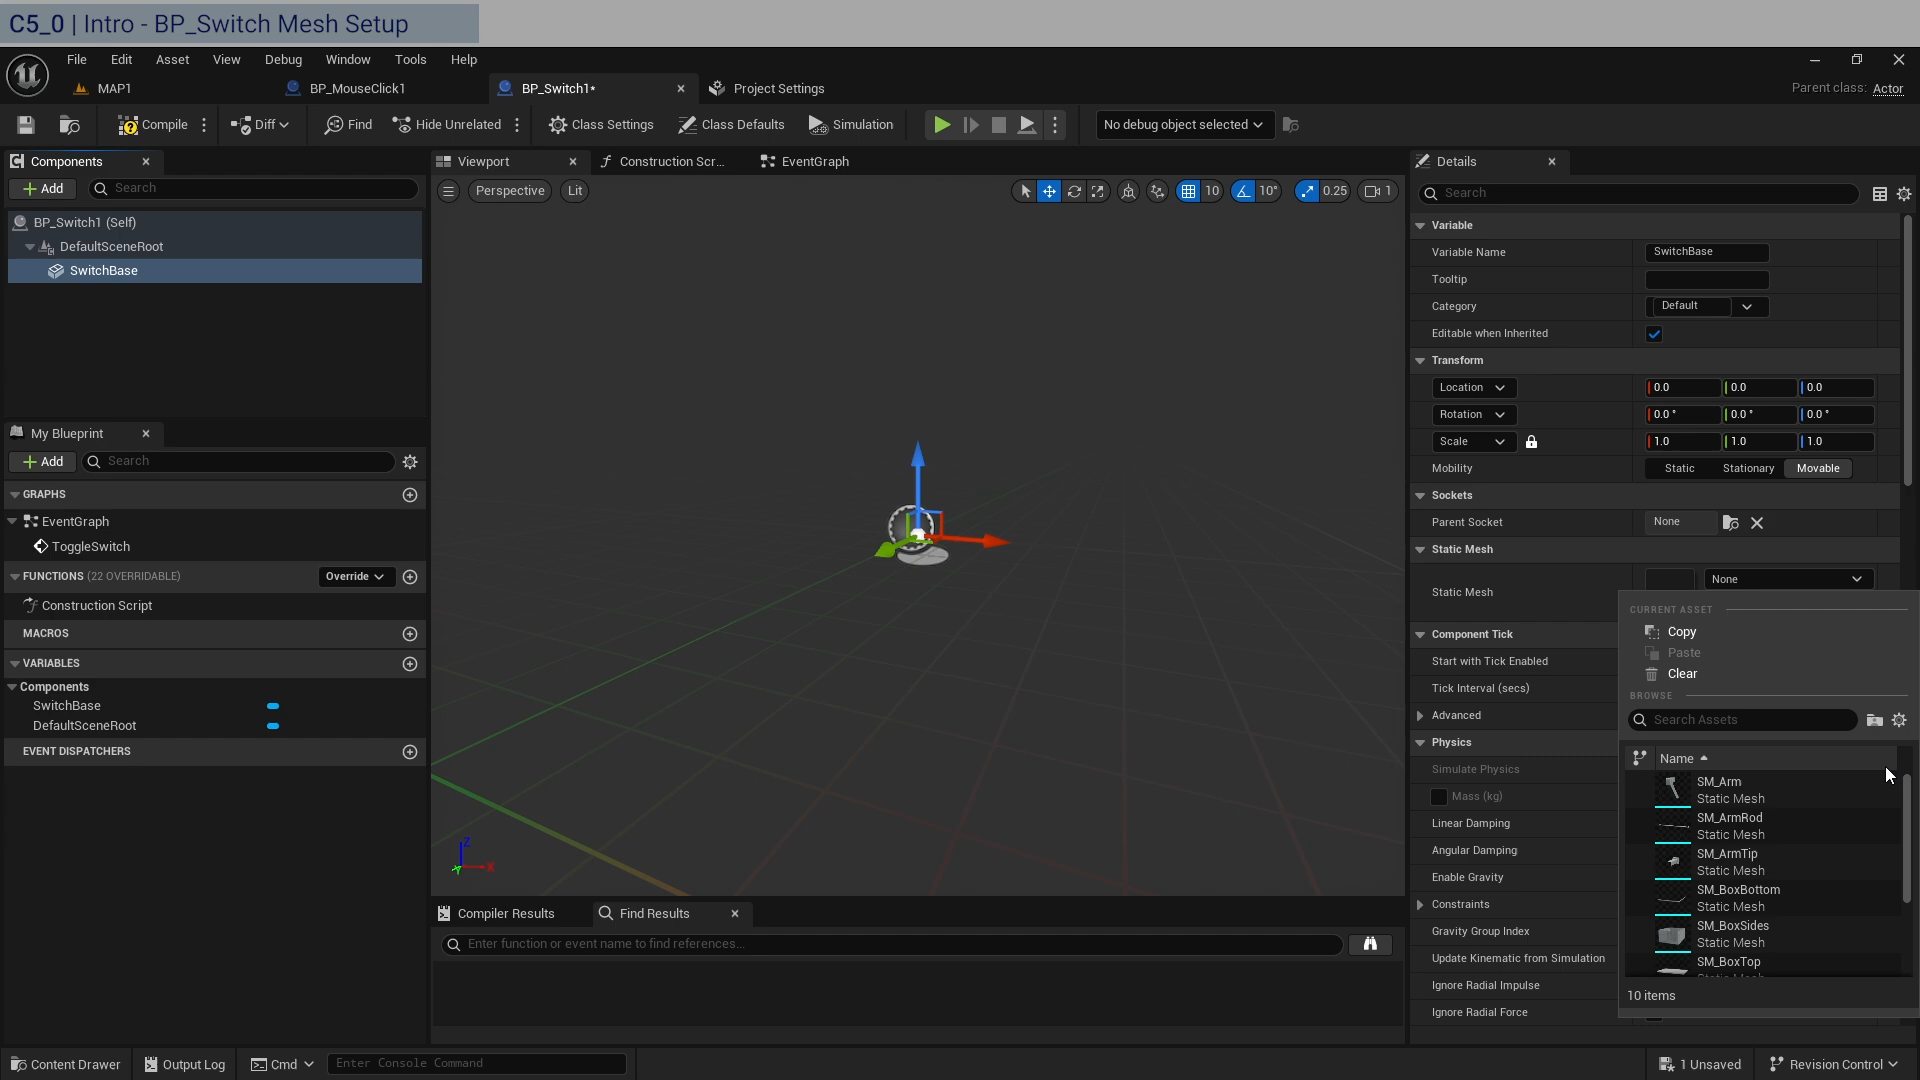 C5_0 | Intro - BP_Switch Mesh Setup
File Edit Asset View Debug Window Tools Help
MAP1 BP_MouseClick1 BP_Switch1* Project Settings
Parent class: Actor
Compile Diff Find Hide Unrelated Class Settings Class Defaults Simulation No debug object selected
Components
Add Search
BP_Switch1 (Self)
DefaultSceneRoot
SwitchBase
My Blueprint
Add Search
GRAPHS
EventGraph
ToggleSwitch
FUNCTIONS (22 OVERRIDABLE) Override
Construction Script
MACROS
VARIABLES
Components
SwitchBase
DefaultSceneRoot
EVENT DISPATCHERS
Viewport Construction Scr... EventGraph
Perspective Lit 10 10° 0.25 1
Z
X
Y
Compiler Results Find Results
Enter function or event name to find references...
Details
Search
Variable
Variable Name SwitchBase
Tooltip
Category Default
Editable when Inherited
Transform
Location 0.0 0.0 0.0
Rotation 0.0 ° 0.0 ° 0.0 °
Scale 1.0 1.0 1.0
Mobility Static Stationary Movable
Sockets
Parent Socket None
Static Mesh
Static Mesh None
Component Tick
Start with Tick Enabled
Tick Interval (secs)
Advanced
Physics
Simulate Physics
Mass (kg)
Linear Damping
Angular Damping
Enable Gravity
Constraints
Gravity Group Index
Update Kinematic from Simulation
Ignore Radial Impulse
Ignore Radial Force
CURRENT ASSET
Copy
Paste
Clear
BROWSE
Search Assets
Name
SM_Arm
Static Mesh
SM_ArmRod
Static Mesh
SM_ArmTip
Static Mesh
SM_BoxBottom
Static Mesh
SM_BoxSides
Static Mesh
SM_BoxTop
10 items
Content Drawer Output Log Cmd Enter Console Command 1 Unsaved Revision Control